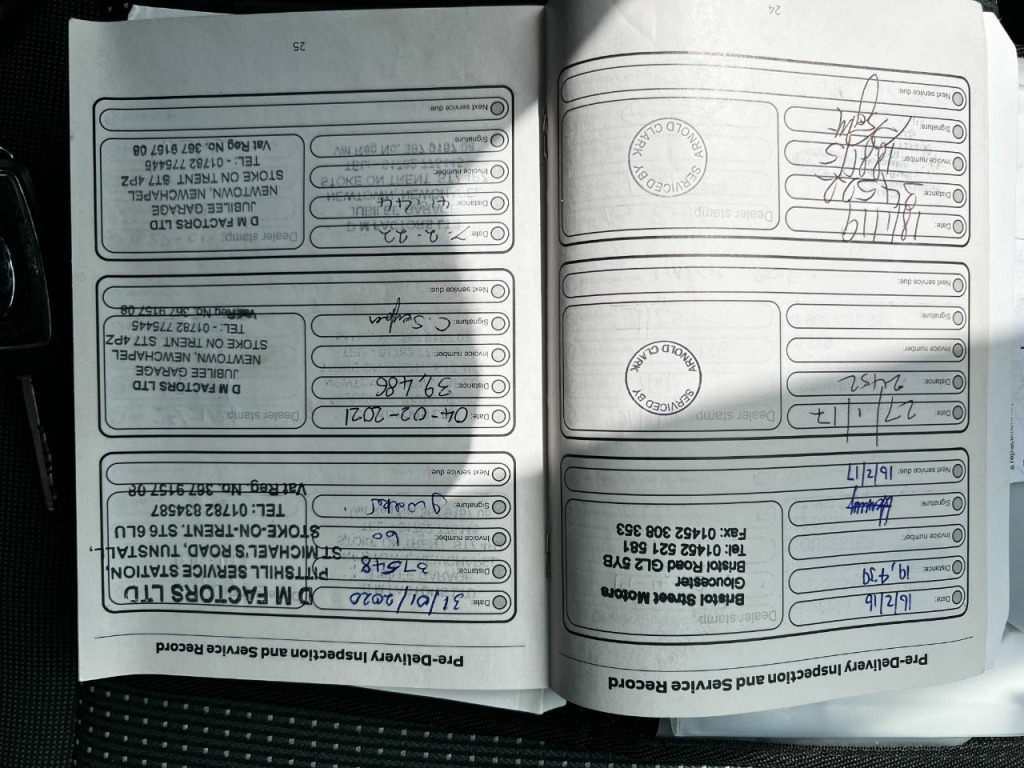 Pre-Delivery Inspection and Service Record
Date: 16/2/16
Distance: 19,439
Invoice number:
Signature:
Next service due: 16/2/17
Dealer stamp
Bristol Street Motors
Gloucester
Bristol Road GL2 5YB
Tel: 01452 521 581
Fax: 01452 308 353
Date: 27/1/17
Distance: 2452
Invoice number:
Signature:
Next service due:
Dealer stamp
SERVICED BY
ARNOLD CLARK
Date: 18/1/19
Distance:
Invoice number:
Signature:
Next service due:
Dealer stamp
SERVICED BY
ARNOLD CLARK
24
Pre-Delivery Inspection and Service Record
Date: 31/01/2020
Distance: 37548
Invoice number: 60
Signature:
Next service due:
D M FACTORS LTD
PITTSHILL SERVICE STATION,
ST.MICHAEL'S ROAD, TUNSTALL,
STOKE-ON-TRENT. ST6 6LU
TEL: 01782 834587
Vat Reg No. 367 9157 08
Date: 04-02-2021
Distance: 39,486
Invoice number:
Signature:
Next service due:
Dealer stamp
D M FACTORS LTD
JUBILEE GARAGE
NEWTOWN, NEWCHAPEL
STOKE ON TRENT ST7 4PZ
TEL: - 01782 775445
Vat Reg No. 367 9157 08
Date: 7-2-22
Distance:
Invoice number:
Signature:
Next service due:
Dealer stamp
D M FACTORS LTD
JUBILEE GARAGE
NEWTOWN, NEWCHAPEL
STOKE ON TRENT ST7 4PZ
TEL: - 01782 775445
Vat Reg No. 367 9157 08
25